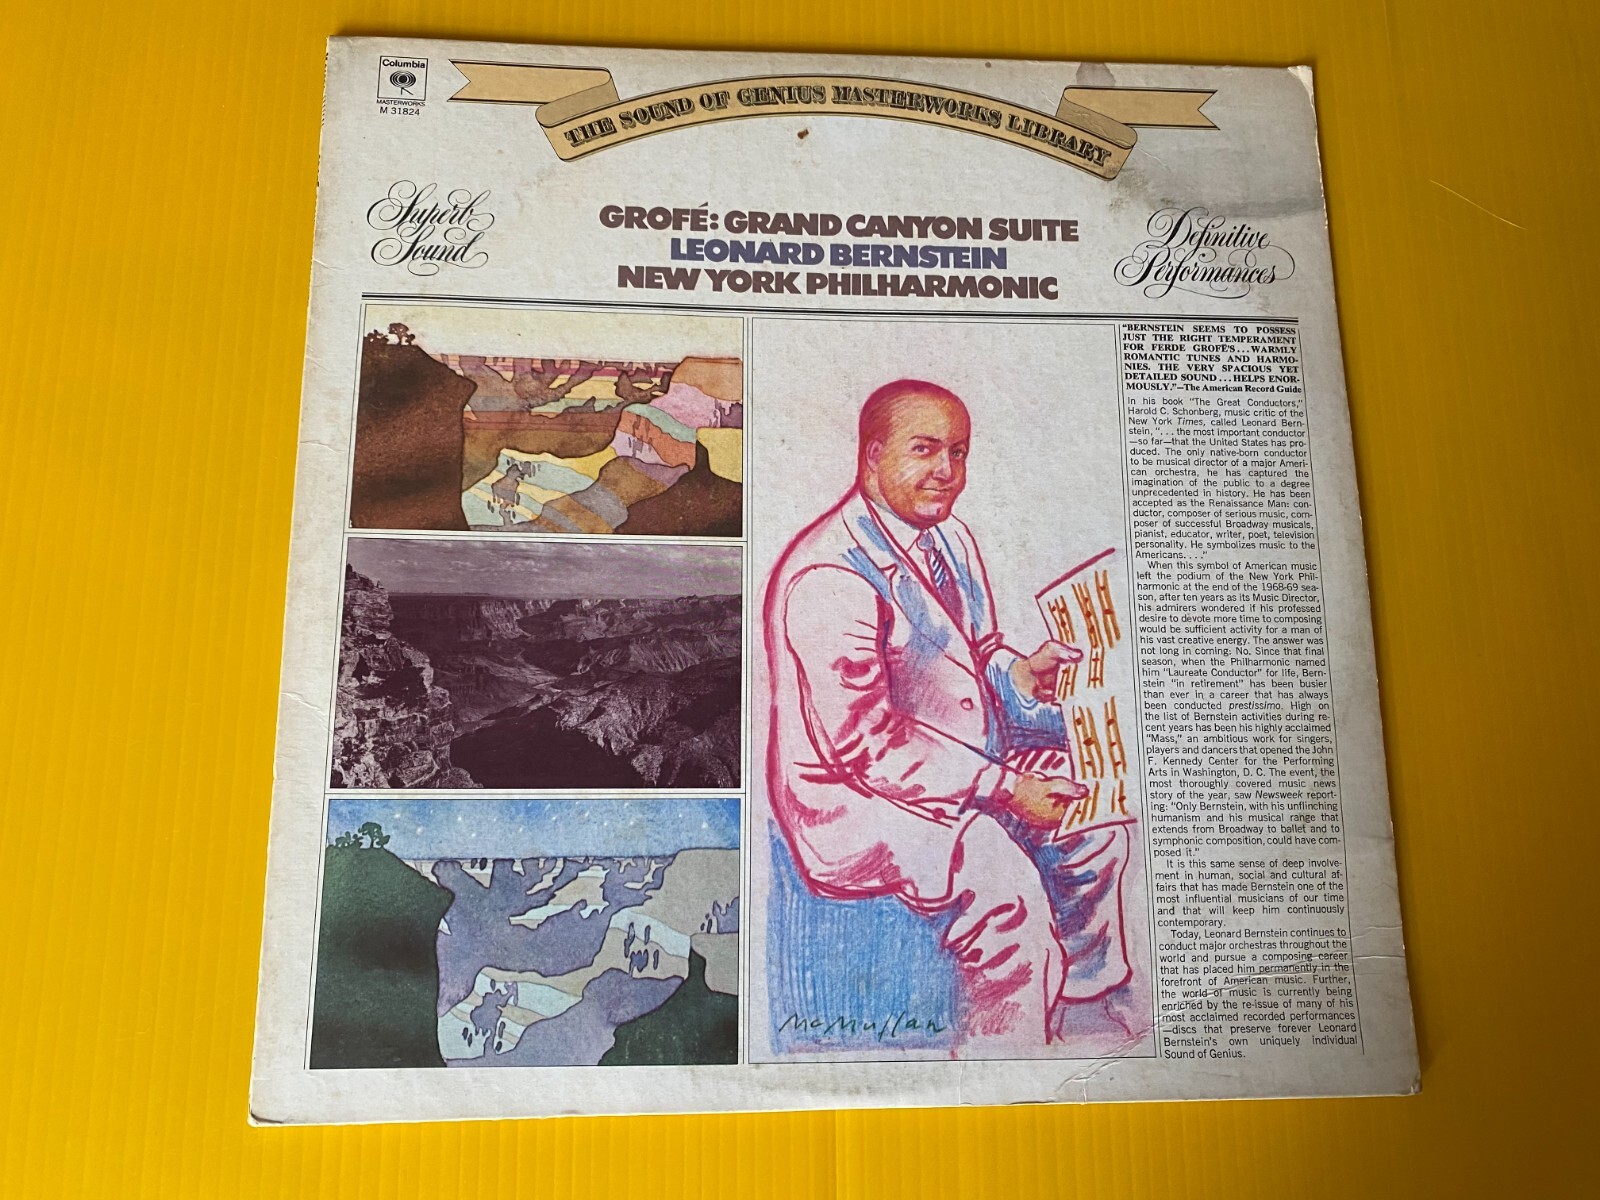 Columbia
MASTERWORKS
M 31824
THE SOUND OF GENIUS MASTERWORKS LIBRARY
Superb
Sound
GROFÉ: GRAND CANYON SUITE
LEONARD BERNSTEIN
NEW YORK PHILHARMONIC
Definitive
Performances
"BERNSTEIN SEEMS TO POSSESS
JUST THE RIGHT TEMPERAMENT
FOR FERDE GROFÉ'S...WARMLY
ROMANTIC TUNES AND HARMO-
NIES. THE VERY SPACIOUS YET
DETAILED SOUND...HELPS ENOR-
MOUSLY."—The American Record Guide
In his book "The Great Conductors,"
Harold C. Schonberg, music critic of the
New York Times, called Leonard Bern-
stein, "...the most important conductor
—so far—that the United States has pro-
duced. The only native-born conductor
to be musical director of a major Ameri-
can orchestra, he has captured the
imagination of the public to a degree
unprecedented in history. He has been
accepted as the Renaissance Man: con-
ductor, composer of serious music, com-
poser of successful Broadway musicals,
pianist, educator, writer, poet, television
personality. He symbolizes music to the
Americans...."
When this symbol of American music
left the podium of the New York Phil-
harmonic at the end of the 1968-69 sea-
son, after ten years as its Music Director,
his admirers wondered if his professed
desire to devote more time to composing
would be sufficient activity for a man of
his vast creative energy. The answer was
not long in coming: No. Since that final
season, when the Philharmonic named
him "Laureate Conductor" for life, Bern-
stein "in retirement" has been busier
than ever in a career that has always
been conducted prestissimo. High on
the list of Bernstein activities during re-
cent years has been his highly acclaimed
"Mass," an ambitious work for singers,
players and dancers that opened the John
F. Kennedy Center for the Performing
Arts in Washington, D. C. The event, the
most thoroughly covered music news
story of the year, saw Newsweek report-
ing: "Only Bernstein, with his unflinching
humanism and his musical range that
extends from Broadway to ballet and to
symphonic composition, could have com-
posed it."
It is this same sense of deep involve-
ment in human, social and cultural af-
fairs that has made Bernstein one of the
most influential musicians of our time
and that will keep him continuously
contemporary.
Today, Leonard Bernstein continues to
conduct major orchestras throughout the
world and pursue a composing career
that has placed him permanently in the
forefront of American music. Further,
the world of music is currently being
enriched by the re-issue of many of his
most acclaimed recorded performances
—discs that preserve forever Leonard
Bernstein's own uniquely individual
Sound of Genius.
McMullan